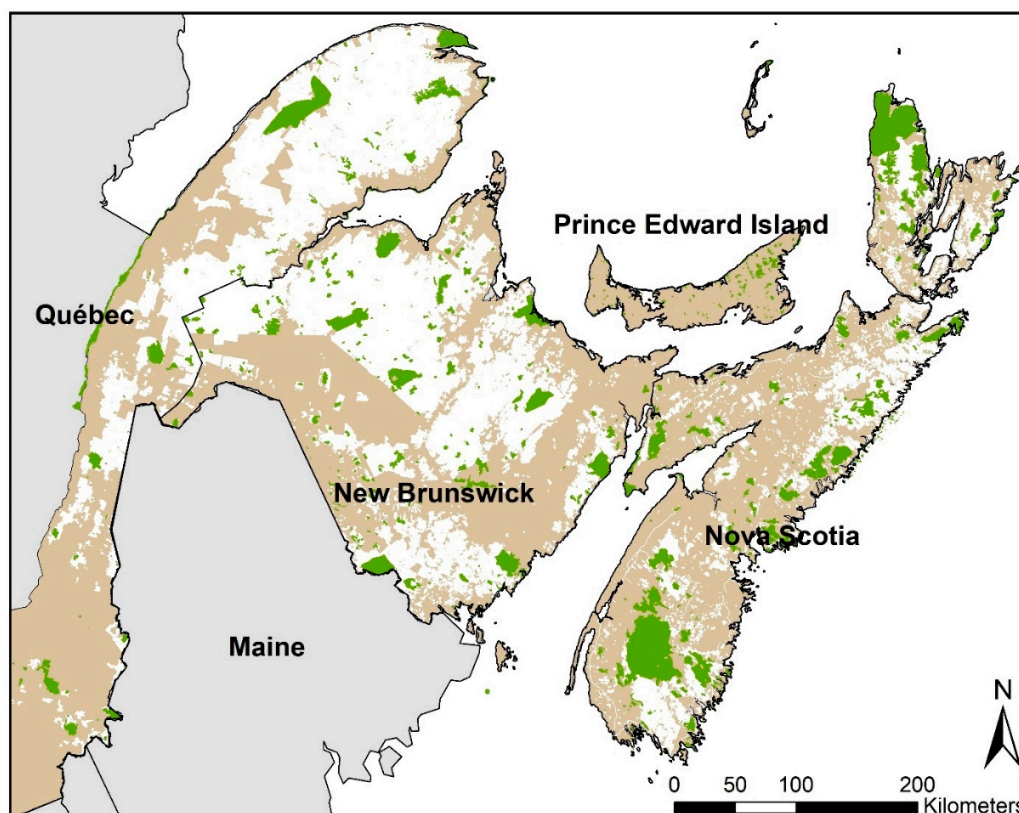 Prince Edward Island
Québec
New Brunswick
Nova Scotia
Maine
N
0 50 100 200
Kilometers